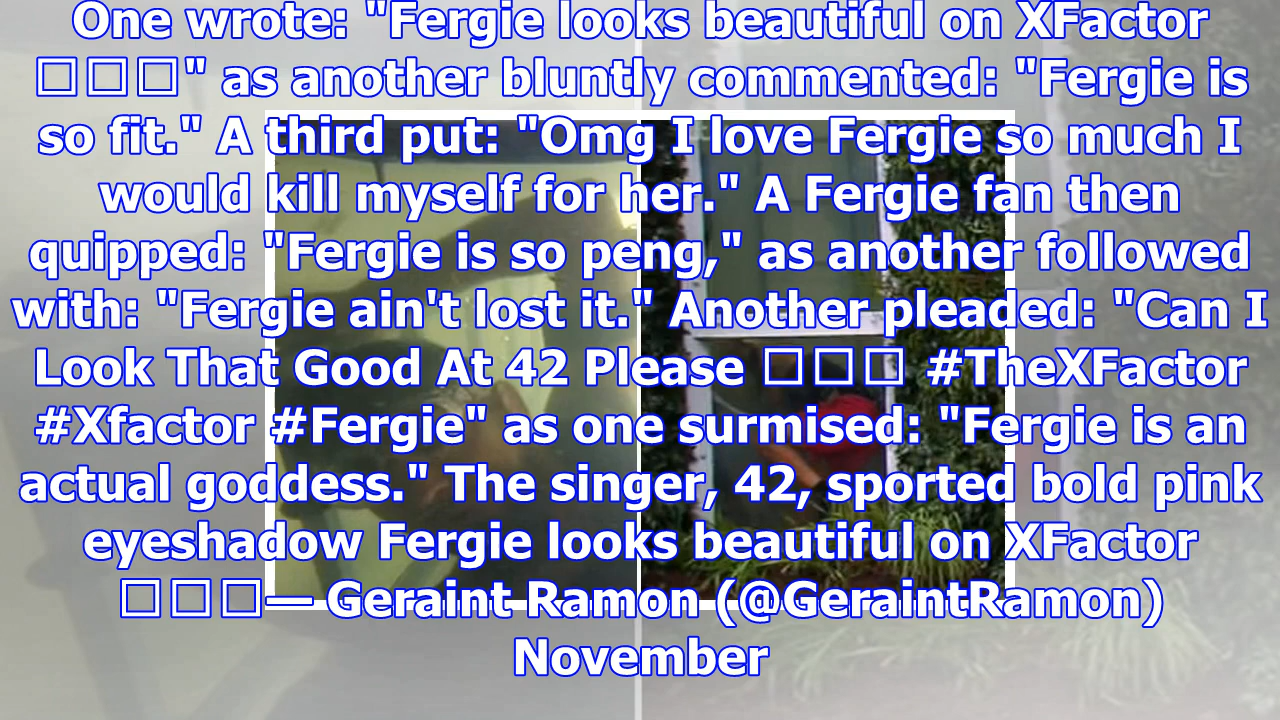 One wrote: "Fergie looks beautiful on XFactor
□□□" as another bluntly commented: "Fergie is
so fit." A third put: "Omg I love Fergie so much I
would kill myself for her." A Fergie fan then
quipped: "Fergie is so peng," as another followed
with: "Fergie ain't lost it." Another pleaded: "Can I
Look That Good At 42 Please □□□ #TheXFactor
#Xfactor #Fergie" as one surmised: "Fergie is an
actual goddess." The singer, 42, sported bold pink
eyeshadow Fergie looks beautiful on XFactor
□□□— Geraint Ramon (@GeraintRamon)
November